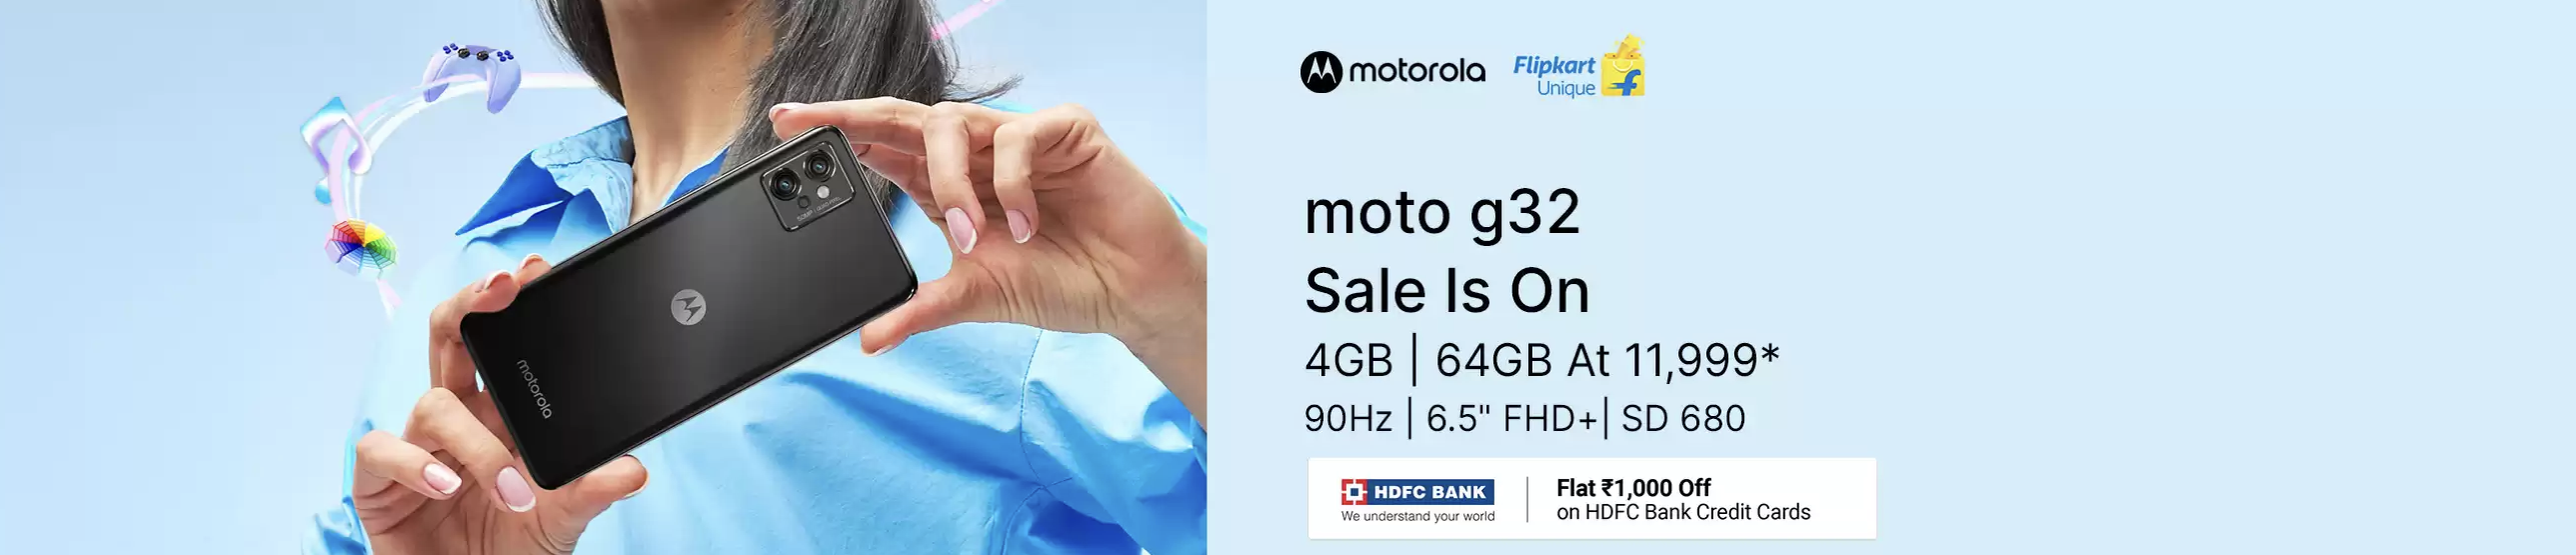 motorola
Flipkart
Unique
moto g32
Sale Is On
4GB | 64GB At 11,999*
90Hz | 6.5" FHD+| SD 680
HDFC BANK
We understand your world
Flat ₹1,000 Off
on HDFC Bank Credit Cards
motorola